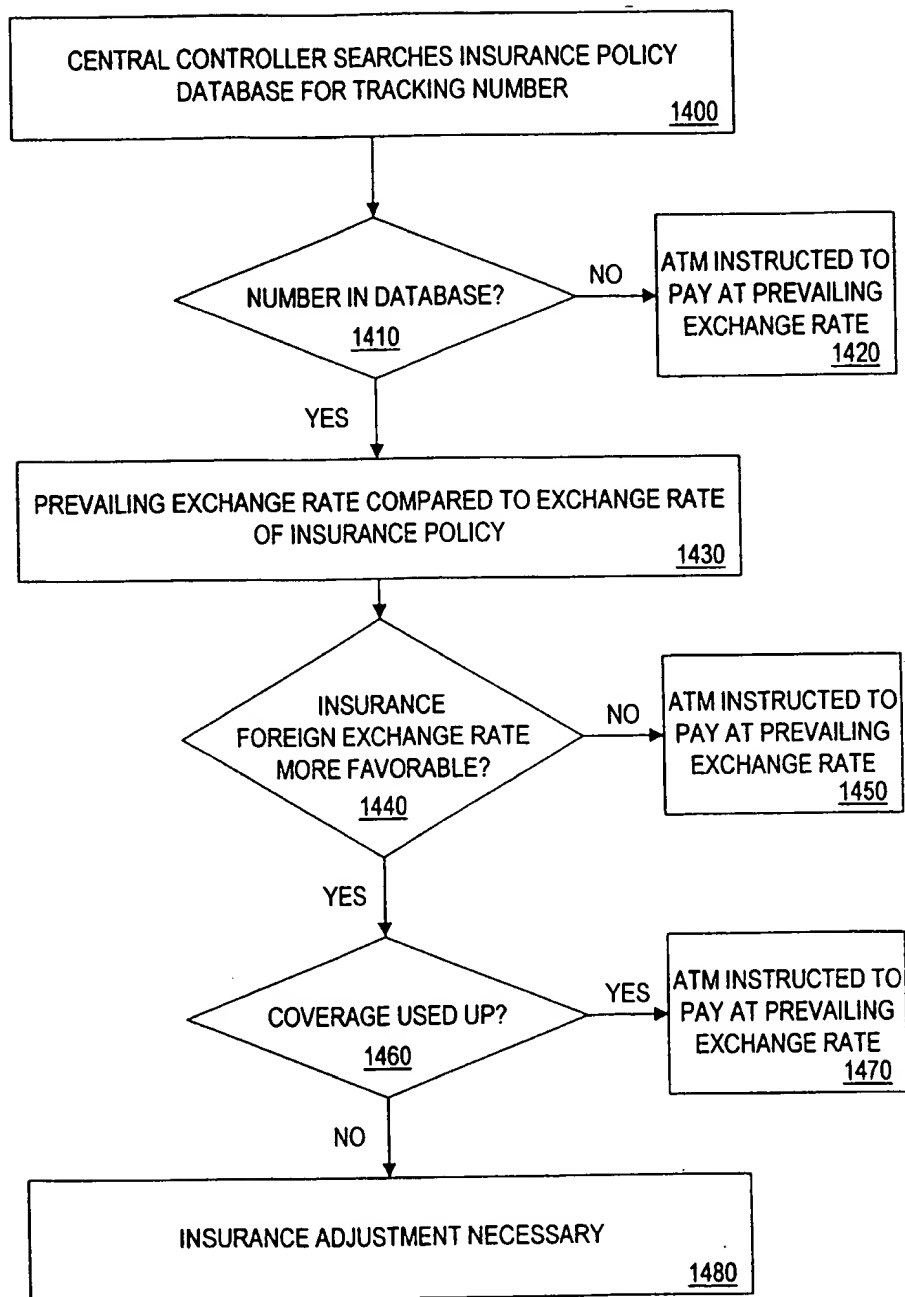 CENTRAL CONTROLLER SEARCHES INSURANCE POLICY
DATABASE FOR TRACKING NUMBER
1400
NUMBER IN DATABASE?
1410
NO
ATM INSTRUCTED TO
PAY AT PREVAILING
EXCHANGE RATE
1420
YES
PREVAILING EXCHANGE RATE COMPARED TO EXCHANGE RATE
OF INSURANCE POLICY
1430
INSURANCE
FOREIGN EXCHANGE RATE
MORE FAVORABLE?
1440
NO
ATM INSTRUCTED TO
PAY AT PREVAILING
EXCHANGE RATE
1450
YES
COVERAGE USED UP?
1460
YES
ATM INSTRUCTED TO
PAY AT PREVAILING
EXCHANGE RATE
1470
NO
INSURANCE ADJUSTMENT NECESSARY
1480